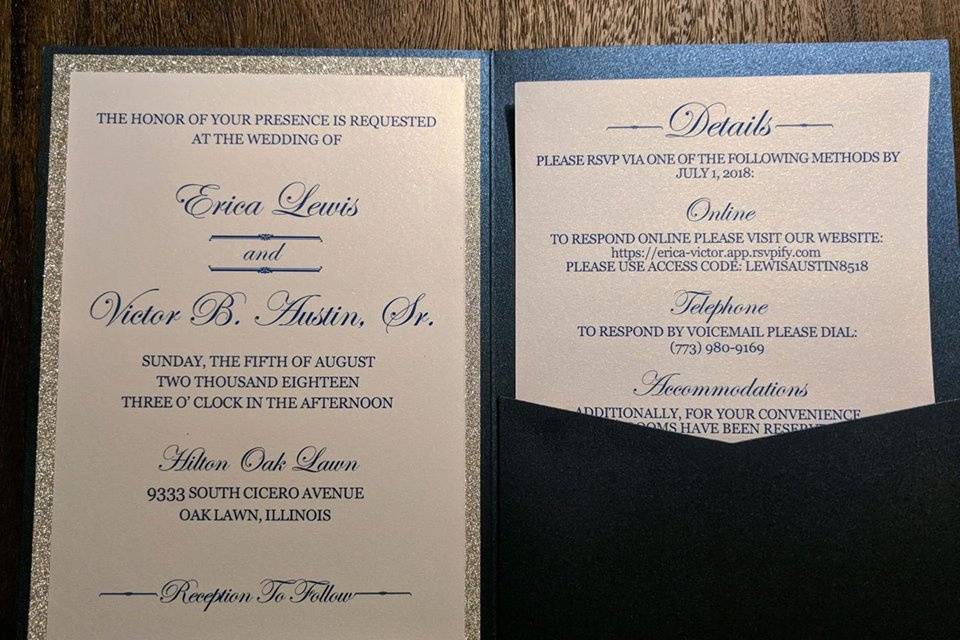 THE HONOR OF YOUR PRESENCE IS REQUESTED
AT THE WEDDING OF
Erica Lewis
and
Victor B. Austin, Sr.
SUNDAY, THE FIFTH OF AUGUST
TWO THOUSAND EIGHTEEN
THREE O' CLOCK IN THE AFTERNOON
Hilton Oak Lawn
9333 SOUTH CICERO AVENUE
OAK LAWN, ILLINOIS
Reception To Follow
Details
PLEASE RSVP VIA ONE OF THE FOLLOWING METHODS BY
JULY 1, 2018:
Online
TO RESPOND ONLINE PLEASE VISIT OUR WEBSITE:
https://erica-victor.app.rsvpify.com
PLEASE USE ACCESS CODE: LEWISAUSTIN8518
Telephone
TO RESPOND BY VOICEMAIL PLEASE DIAL:
(773) 980-9169
Accommodations
ADDITIONALLY, FOR YOUR CONVENIENCE
HAVE BEEN